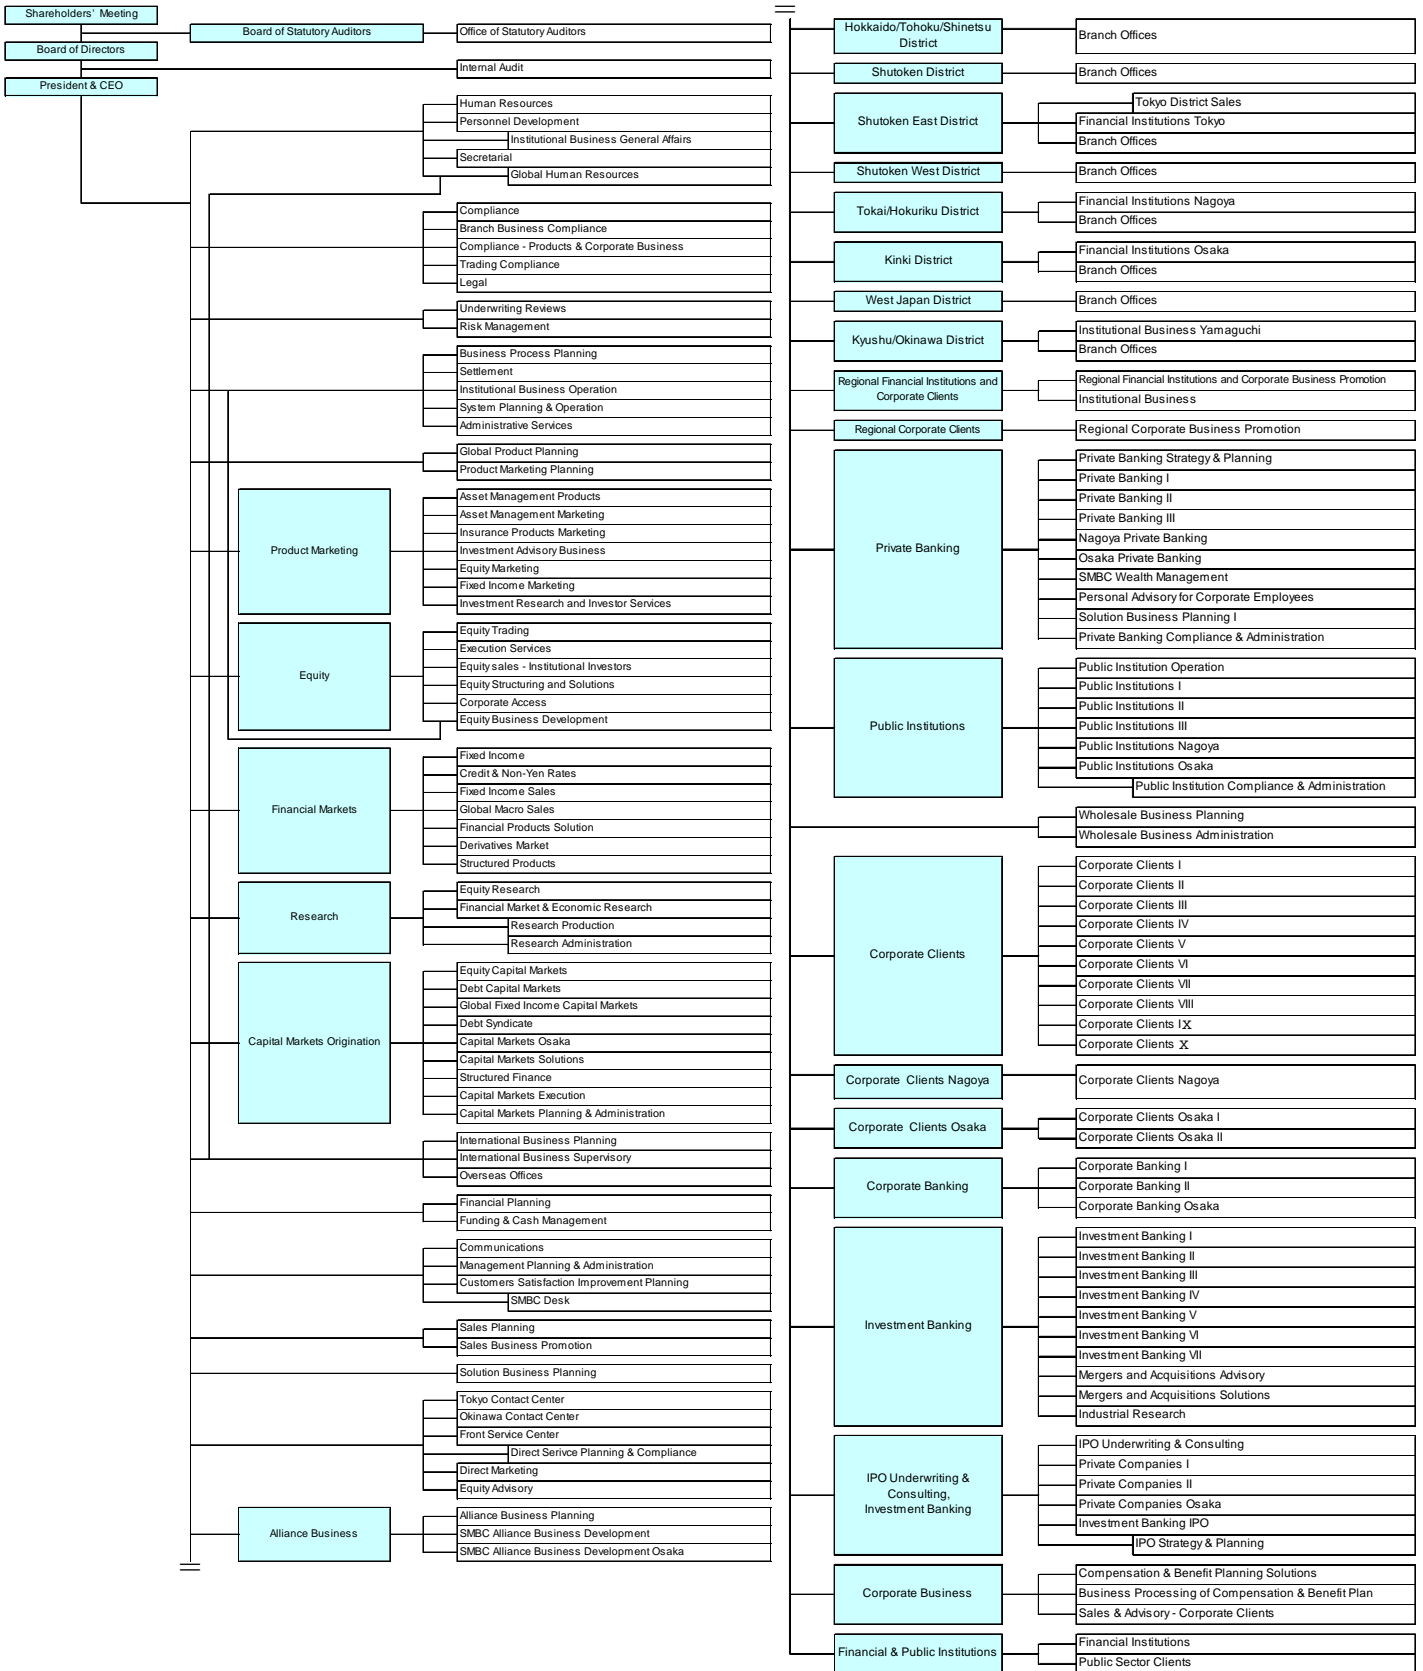 Shareholders' Meeting
Board of Statutory Auditors
Office of Statutory Auditors
Board of Directors
Internal Audit
President & CEO
Human Resources
Personnel Development
Institutional Business General Affairs
Secretarial
Global Human Resources
Compliance
Branch Business Compliance
Compliance - Products & Corporate Business
Trading Compliance
Legal
Underwriting Reviews
Risk Management
Business Process Planning
Settlement
Institutional Business Operation
System Planning & Operation
Administrative Services
Global Product Planning
Product Marketing Planning
Product Marketing
Asset Management Products
Asset Management Marketing
Insurance Products Marketing
Investment Advisory Business
Equity Marketing
Fixed Income Marketing
Investment Research and Investor Services
Equity
Equity Trading
Execution Services
Equity sales - Institutional Investors
Equity Structuring and Solutions
Corporate Access
Equity Business Development
Financial Markets
Fixed Income
Credit & Non-Yen Rates
Fixed Income Sales
Global Macro Sales
Financial Products Solution
Derivatives Market
Structured Products
Research
Equity Research
Financial Market & Economic Research
Research Production
Research Administration
Capital Markets Origination
Equity Capital Markets
Debt Capital Markets
Global Fixed Income Capital Markets
Debt Syndicate
Capital Markets Osaka
Capital Markets Solutions
Structured Finance
Capital Markets Execution
Capital Markets Planning & Administration
International Business Planning
International Business Supervisory
Overseas Offices
Financial Planning
Funding & Cash Management
Communications
Management Planning & Administration
Customers Satisfaction Improvement Planning
SMBC Desk
Sales Planning
Sales Business Promotion
Solution Business Planning
Tokyo Contact Center
Okinawa Contact Center
Front Service Center
Direct Serivce Planning & Compliance
Direct Marketing
Equity Advisory
Alliance Business
Alliance Business Planning
SMBC Alliance Business Development
SMBC Alliance Business Development Osaka
Hokkaido/Tohoku/Shinetsu
District
Branch Offices
Shutoken District
Branch Offices
Shutoken East District
Tokyo District Sales
Financial Institutions Tokyo
Branch Offices
Shutoken West District
Branch Offices
Tokai/Hokuriku District
Financial Institutions Nagoya
Branch Offices
Kinki District
Financial Institutions Osaka
Branch Offices
West Japan District
Branch Offices
Kyushu/Okinawa District
Institutional Business Yamaguchi
Branch Offices
Regional Financial Institutions and
Corporate Clients
Regional Financial Institutions and Corporate Business Promotion
Institutional Business
Regional Corporate Clients
Regional Corporate Business Promotion
Private Banking
Private Banking Strategy & Planning
Private Banking I
Private Banking II
Private Banking III
Nagoya Private Banking
Osaka Private Banking
SMBC Wealth Management
Personal Advisory for Corporate Employees
Solution Business Planning I
Private Banking Compliance & Administration
Public Institutions
Public Institution Operation
Public Institutions I
Public Institutions II
Public Institutions III
Public Institutions Nagoya
Public Institutions Osaka
Public Institution Compliance & Administration
Wholesale Business Planning
Wholesale Business Administration
Corporate Clients
Corporate Clients I
Corporate Clients II
Corporate Clients III
Corporate Clients IV
Corporate Clients V
Corporate Clients VI
Corporate Clients VII
Corporate Clients VIII
Corporate Clients IX
Corporate Clients X
Corporate Clients Nagoya
Corporate Clients Nagoya
Corporate Clients Osaka
Corporate Clients Osaka I
Corporate Clients Osaka II
Corporate Banking
Corporate Banking I
Corporate Banking II
Corporate Banking Osaka
Investment Banking
Investment Banking I
Investment Banking II
Investment Banking III
Investment Banking IV
Investment Banking V
Investment Banking VI
Investment Banking VII
Mergers and Acquisitions Advisory
Mergers and Acquisitions Solutions
Industrial Research
IPO Underwriting &
Consulting,
Investment Banking
IPO Underwriting & Consulting
Private Companies I
Private Companies II
Private Companies Osaka
Investment Banking IPO
IPO Strategy & Planning
Corporate Business
Compensation & Benefit Planning Solutions
Business Processing of Compensation & Benefit Plan
Sales & Advisory - Corporate Clients
Financial & Public Institutions
Financial Institutions
Public Sector Clients